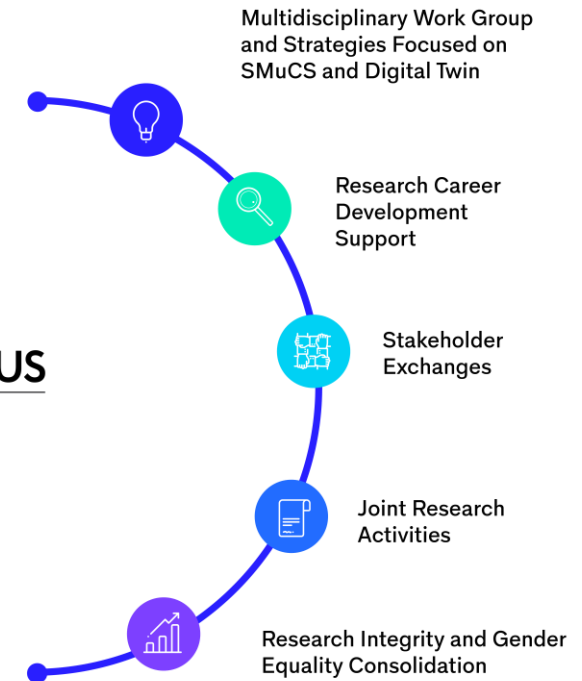 Multidisciplinary Work Group
and Strategies Focused on
SMuCS and Digital Twin
Research Career
Development
Support
US
Stakeholder
Exchanges
Joint Research
Activities
Research Integrity and Gender
Equality Consolidation